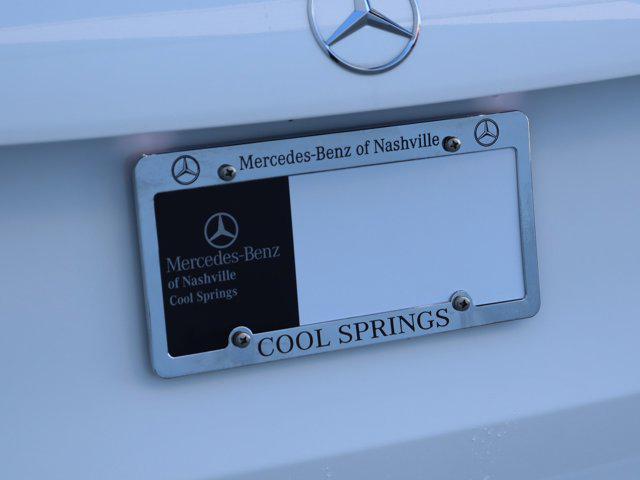 Mercedes-Benz of Nashville
Mercedes-Benz
of Nashville
Cool Springs
COOL SPRINGS